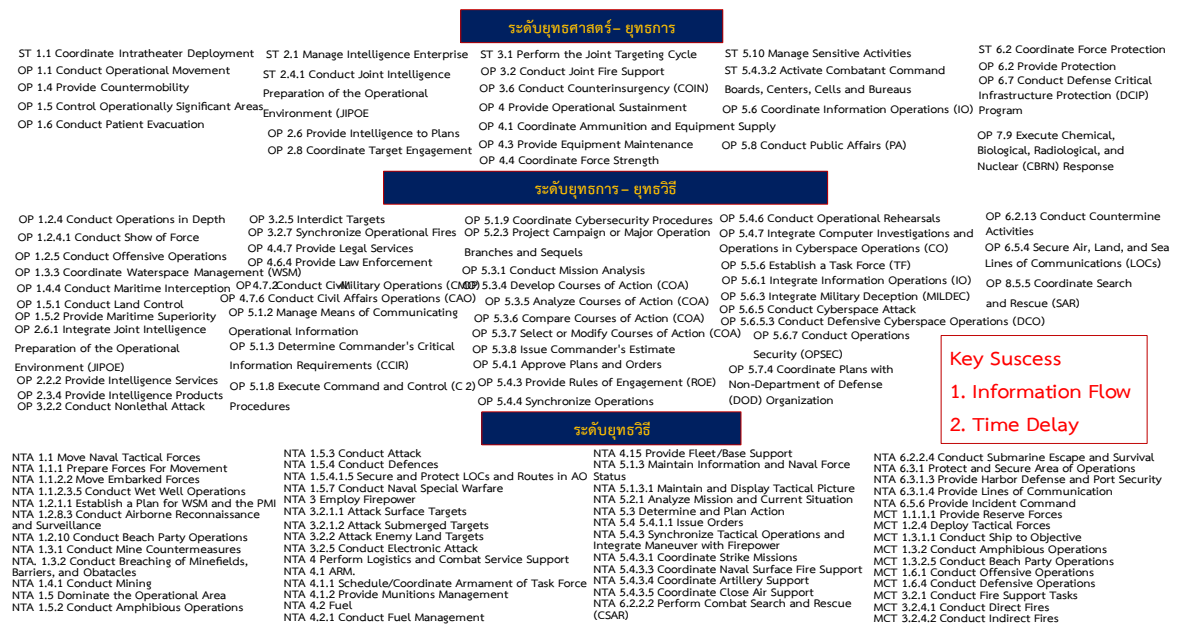 ระดับยุทธศาสตร์– ยุทธการ
ST 1.1 Coordinate Intratheater Deployment
OP 1.1 Conduct Operational Movement
OP 1.4 Provide Countermobility
OP 1.5 Control Operationally Significant Areas
OP 1.6 Conduct Patient Evacuation
ST 2.1 Manage Intelligence Enterprise
ST 2.4.1 Conduct Joint Intelligence
Preparation of the Operational
Environment (JIPOE
OP 2.6 Provide Intelligence to Plans
OP 2.8 Coordinate Target Engagement
ST 3.1 Perform the Joint Targeting Cycle
OP 3.2 Conduct Joint Fire Support
OP 3.6 Conduct Counterinsurgency (COIN)
OP 4 Provide Operational Sustainment
OP 4.1 Coordinate Ammunition and Equipment Supply
OP 4.3 Provide Equipment Maintenance
OP 4.4 Coordinate Force Strength
ST 5.10 Manage Sensitive Activities
ST 5.4.3.2 Activate Combatant Command
Boards, Centers, Cells and Bureaus
OP 5.6 Coordinate Information Operations (IO)
OP 5.8 Conduct Public Affairs (PA)
ST 6.2 Coordinate Force Protection
OP 6.2 Provide Protection
OP 6.7 Conduct Defense Critical
Infrastructure Protection (DCIP)
Program
OP 7.9 Execute Chemical,
Biological, Radiological, and
Nuclear (CBRN) Response
ระดับยุทธการ– ยุทธวิธี
OP 1.2.4 Conduct Operations in Depth
OP 1.2.4.1 Conduct Show of Force
OP 1.2.5 Conduct Offensive Operations
OP 1.3.3 Coordinate Waterspace Management (WSM)
OP 1.4.4 Conduct Maritime Interception
OP 1.5.1 Conduct Land Control
OP 1.5.2 Provide Maritime Superiority
OP 2.6.1 Integrate Joint Intelligence
Preparation of the Operational
Environment (JIPOE)
OP 2.2.2 Provide Intelligence Services
OP 2.3.4 Provide Intelligence Products
OP 3.2.2 Conduct Nonlethal Attack
OP 3.2.5 Interdict Targets
OP 3.2.7 Synchronize Operational Fires
OP 4.4.7 Provide Legal Services
OP 4.6.4 Provide Law Enforcement
OP 4.7.2 Conduct Civil Military Operations (CMO)
OP 4.7.6 Conduct Civil Affairs Operations (CAO)
OP 5.1.2 Manage Means of Communicating
Operational Information
OP 5.1.3 Determine Commander's Critical
Information Requirements (CCIR)
OP 5.1.8 Execute Command and Control (C 2)
Procedures
OP 5.1.9 Coordinate Cybersecurity Procedures
OP 5.2.3 Project Campaign or Major Operation
Branches and Sequels
OP 5.3.1 Conduct Mission Analysis
OP 5.3.4 Develop Courses of Action (COA)
OP 5.3.5 Analyze Courses of Action (COA)
OP 5.3.6 Compare Courses of Action (COA)
OP 5.3.7 Select or Modify Courses of Action (COA)
OP 5.3.8 Issue Commander's Estimate
OP 5.4.1 Approve Plans and Orders
OP 5.4.3 Provide Rules of Engagement (ROE)
OP 5.4.4 Synchronize Operations
OP 5.4.6 Conduct Operational Rehearsals
OP 5.4.7 Integrate Computer Investigations and
Operations in Cyberspace Operations (CO)
OP 5.5.6 Establish a Task Force (TF)
OP 5.6.1 Integrate Information Operations (IO)
OP 5.6.3 Integrate Military Deception (MILDEC)
OP 5.6.5 Conduct Cyberspace Attack
OP 5.6.5.3 Conduct Defensive Cyberspace Operations (DCO)
OP 5.6.7 Conduct Operations
Security (OPSEC)
OP 5.7.4 Coordinate Plans with
Non-Department of Defense
(DOD) Organization
OP 6.2.13 Conduct Countermine
Activities
OP 6.5.4 Secure Air, Land, and Sea
Lines of Communications (LOCs)
OP 8.5.5 Coordinate Search
and Rescue (SAR)
Key Suscess
1. Information Flow
2. Time Delay
ระดับยุทธวิธี
NTA 1.1 Move Naval Tactical Forces
NTA 1.1.1 Prepare Forces For Movement
NTA 1.1.2.2 Move Embarked Forces
NTA 1.1.2.3.5 Conduct Wet Well Operations
NTA 1.2.1.1 Establish a Plan for WSM and the PMI
NTA 1.2.8.3 Conduct Airborne Reconnaissance
and Surveillance
NTA 1.2.10 Conduct Beach Party Operations
NTA 1.3.1 Conduct Mine Countermeasures
NTA. 1.3.2 Conduct Breaching of Minefields,
Barriers, and Obstacles
NTA 1.4.1 Conduct Mining
NTA 1.5 Dominate the Operational Area
NTA 1.5.2 Conduct Amphibious Operations
NTA 1.5.3 Conduct Attack
NTA 1.5.4 Conduct Defences
NTA 1.5.4.1.5 Secure and Protect LOCs and Routes in AO
NTA 1.5.7 Conduct Naval Special Warfare
NTA 3 Employ Firepower
NTA 3.2.1.1 Attack Surface Targets
NTA 3.2.1.2 Attack Submerged Targets
NTA 3.2.2 Attack Enemy Land Targets
NTA 3.2.5 Conduct Electronic Attack
NTA 4 Perform Logistics and Combat Service Support
NTA 4.1 ARM.
NTA 4.1.1 Schedule/Coordinate Armament of Task Force
NTA 4.1.2 Provide Munitions Management
NTA 4.2 Fuel
NTA 4.2.1 Conduct Fuel Management
NTA 4.15 Provide Fleet/Base Support
NTA 5.1.3 Maintain Information and Naval Force
Status
NTA 5.1.3.1 Maintain and Display Tactical Picture
NTA 5.2.1 Analyze Mission and Current Situation
NTA 5.3 Determine and Plan Action
NTA 5.4 5.4.1.1 Issue Orders
NTA 5.4.3 Synchronize Tactical Operations and
Integrate Maneuver with Firepower
NTA 5.4.3.1 Coordinate Strike Missions
NTA 5.4.3.3 Coordinate Naval Surface Fire Support
NTA 5.4.3.4 Coordinate Artillery Support
NTA 5.4.3.5 Coordinate Close Air Support
NTA 6.2.2.2 Perform Combat Search and Rescue
(CSAR)
NTA 6.2.2.4 Conduct Submarine Escape and Survival
NTA 6.3.1 Protect and Secure Area of Operations
NTA 6.3.1.3 Provide Harbor Defense and Port Security
NTA 6.3.1.4 Provide Lines of Communication
NTA 6.5.6 Provide Incident Command
MCT 1.1.1.1 Provide Reserve Forces
MCT 1.2.4 Deploy Tactical Forces
MCT 1.3.1.1 Conduct Ship to Objective
MCT 1.3.2 Conduct Amphibious Operations
MCT 1.3.2.5 Conduct Beach Party Operations
MCT 1.6.1 Conduct Offensive Operations
MCT 1.6.4 Conduct Defensive Operations
MCT 3.2.1 Conduct Fire Support Tasks
MCT 3.2.4.1 Conduct Direct Fires
MCT 3.2.4.2 Conduct Indirect Fires